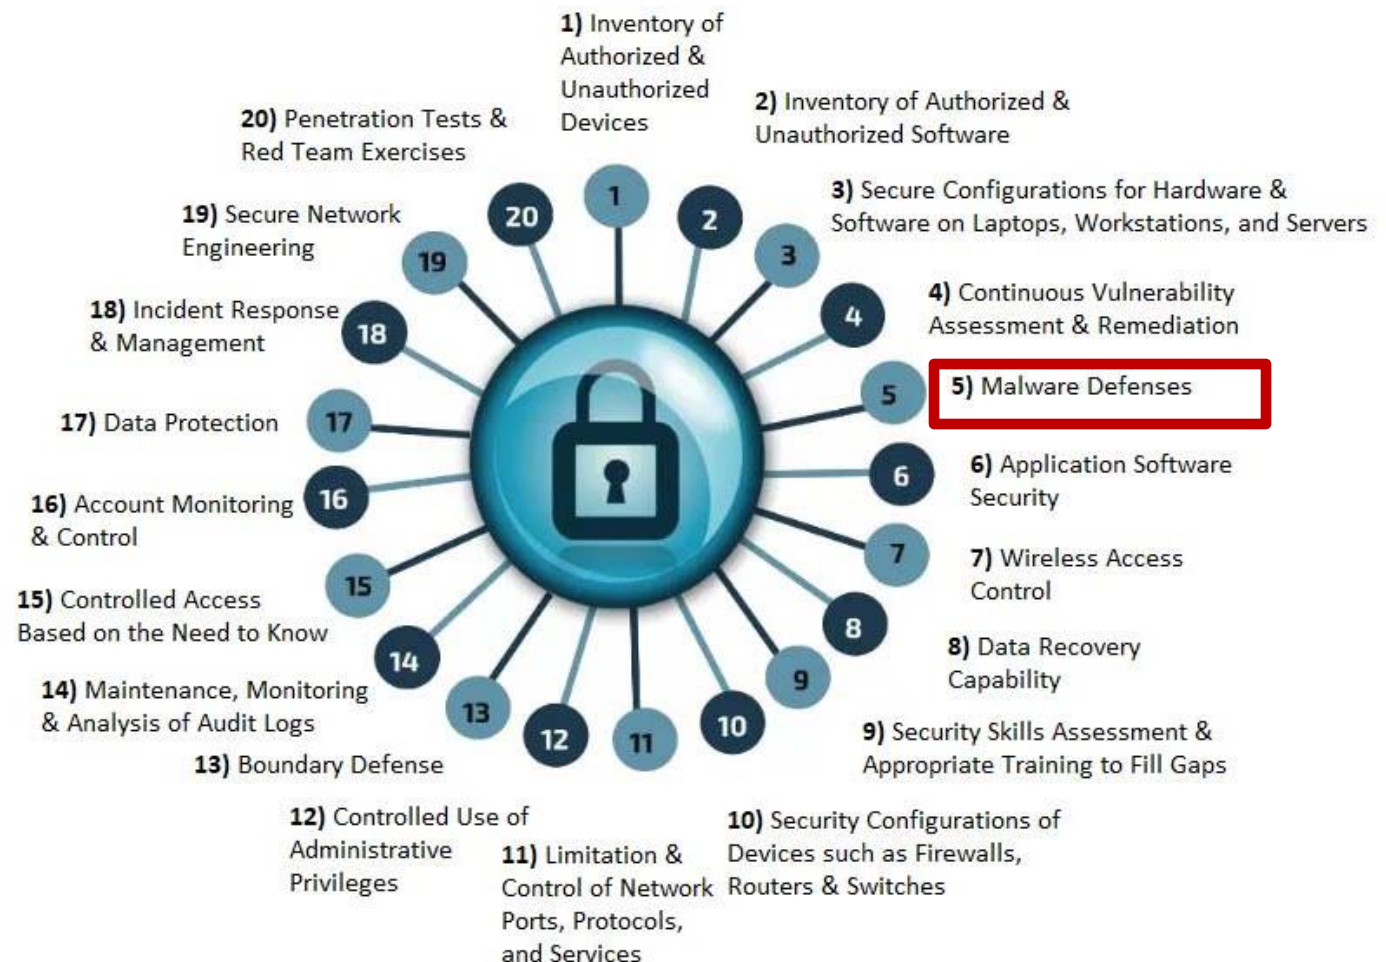 1) Inventory of
Authorized &
Unauthorized
Devices
2) Inventory of Authorized &
Unauthorized Software
3) Secure Configurations for Hardware &
Software on Laptops, Workstations, and Servers
4) Continuous Vulnerability
Assessment & Remediation
5) Malware Defenses
6) Application Software
Security
7) Wireless Access
Control
8) Data Recovery
Capability
9) Security Skills Assessment &
Appropriate Training to Fill Gaps
10) Security Configurations of
Devices such as Firewalls,
Routers & Switches
11) Limitation &
Control of Network
Ports, Protocols,
and Services
12) Controlled Use of
Administrative
Privileges
13) Boundary Defense
14) Maintenance, Monitoring
& Analysis of Audit Logs
15) Controlled Access
Based on the Need to Know
16) Account Monitoring
& Control
17) Data Protection
18) Incident Response
& Management
19) Secure Network
Engineering
20) Penetration Tests &
Red Team Exercises
1
2
3
4
5
6
7
8
9
10
11
12
13
14
15
16
17
18
19
20